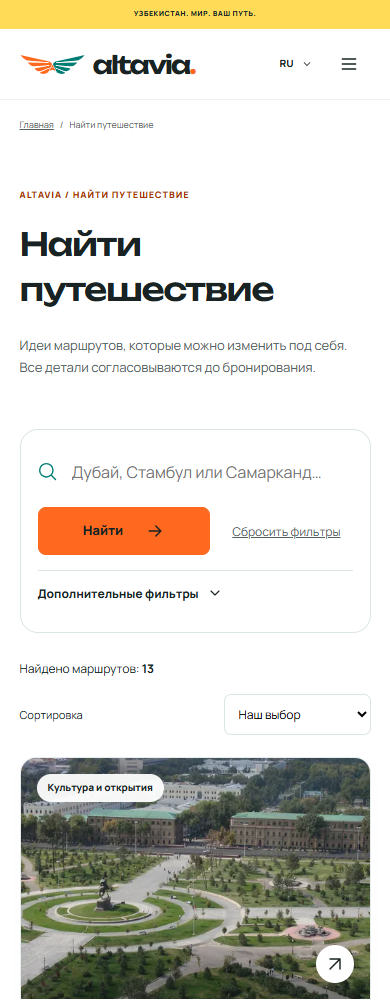 УЗБЕКИСТАН. МИР. ВАШ ПУТЬ.
altavia.
RU
Главная / Найти путешествие
ALTAVIA / НАЙТИ ПУТЕШЕСТВИЕ
Найти
путешествие
Идеи маршрутов, которые можно изменить под себя.
Все детали согласовываются до бронирования.
Дубай, Стамбул или Самарканд...
Найти
Сбросить фильтры
Дополнительные фильтры
Найдено маршрутов: 13
Сортировка
Наш выбор
Культура и открытия